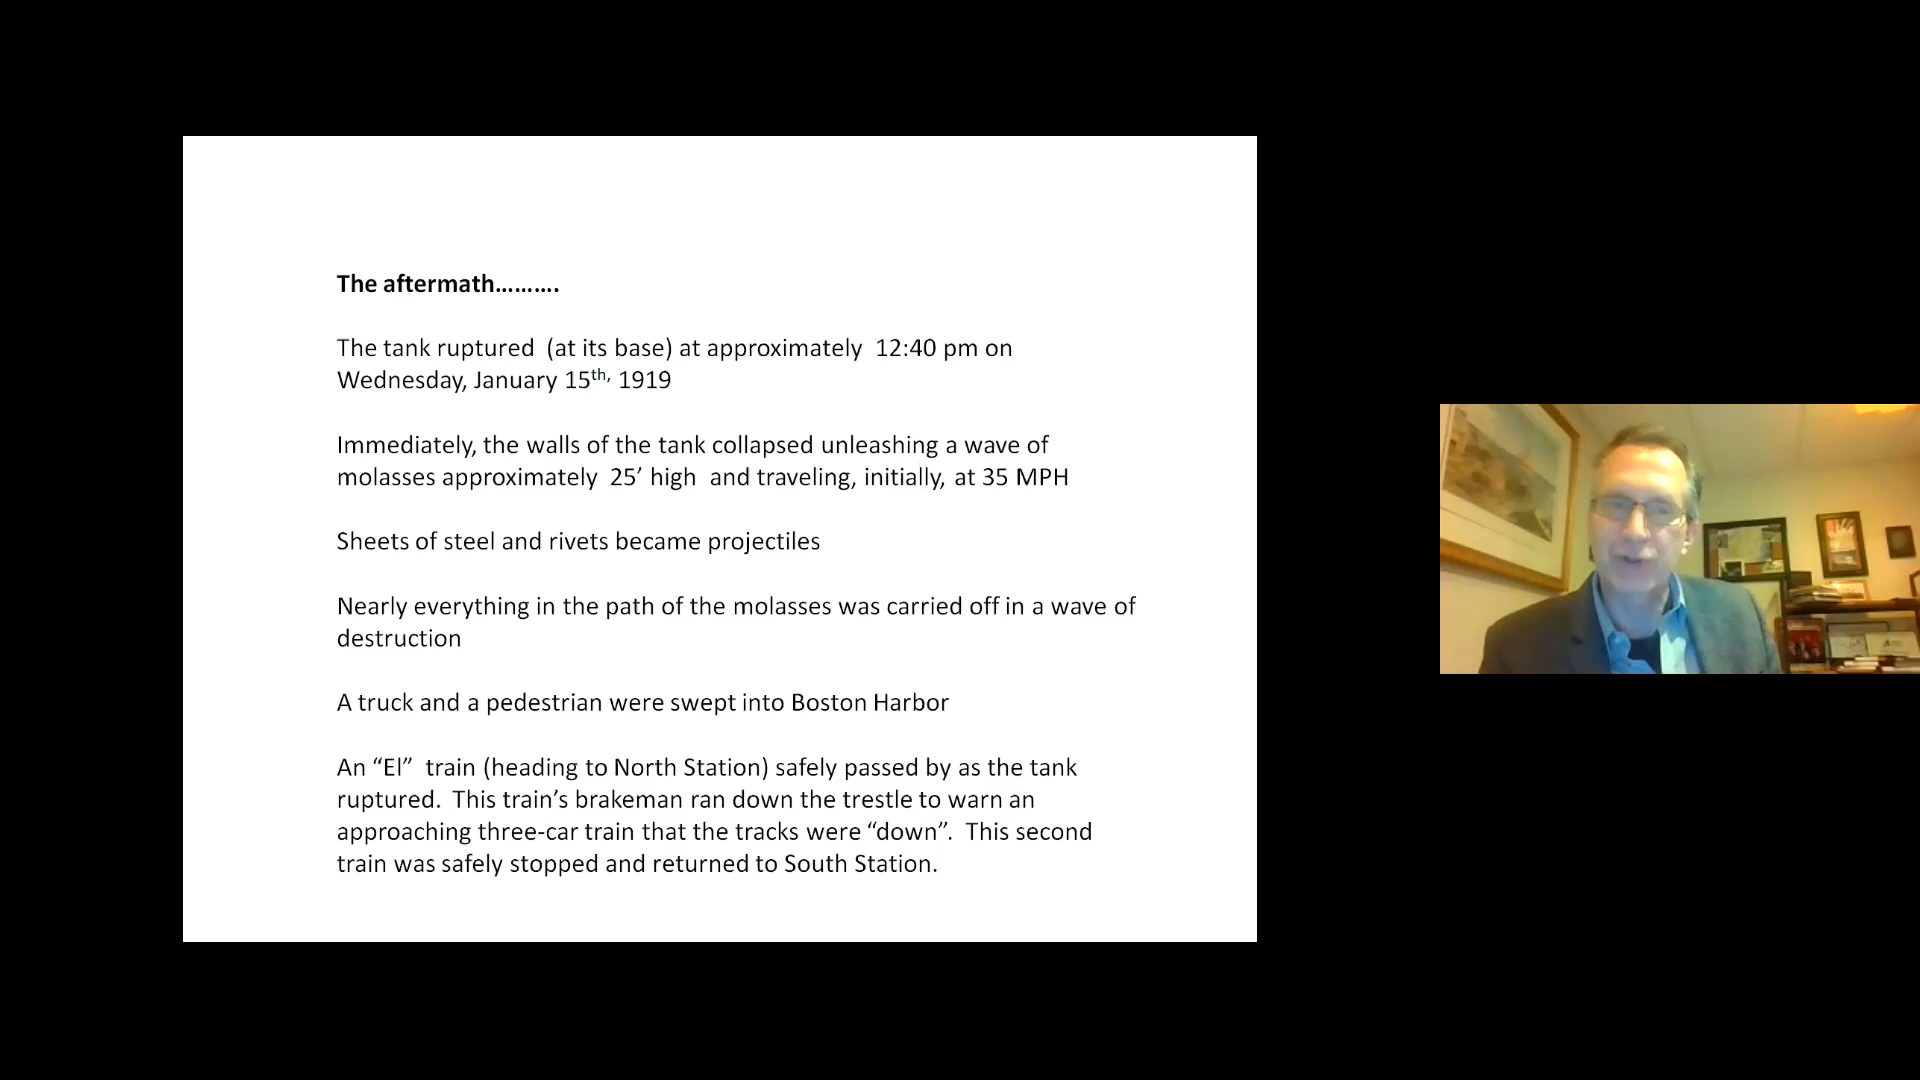 The aftermath……….
The tank ruptured (at its base) at approximately 12:40 pm on
Wednesday, January 15th, 1919
Immediately, the walls of the tank collapsed unleashing a wave of
molasses approximately 25’ high and traveling, initially, at 35 MPH
Sheets of steel and rivets became projectiles
Nearly everything in the path of the molasses was carried off in a wave of
destruction
A truck and a pedestrian were swept into Boston Harbor
An “El” train (heading to North Station) safely passed by as the tank
ruptured. This train’s brakeman ran down the trestle to warn an
approaching three-car train that the tracks were “down”. This second
train was safely stopped and returned to South Station.